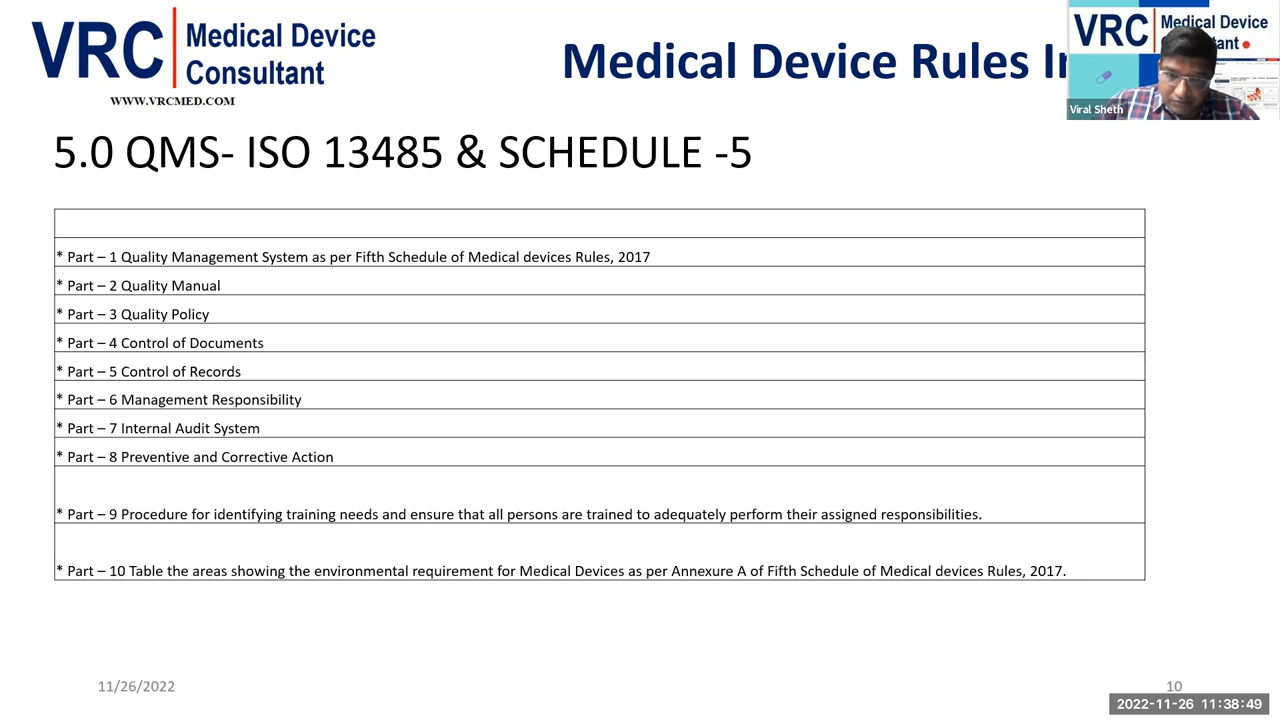 VRC Medical Device
Consultant
WWW.VRCMED.COM
Medical Device Rules
VRC Medical Device
Viral Sheth
5.0 QMS- ISO 13485 & SCHEDULE -5
* Part – 1 Quality Management System as per Fifth Schedule of Medical devices Rules, 2017
* Part – 2 Quality Manual
* Part – 3 Quality Policy
* Part – 4 Control of Documents
* Part – 5 Control of Records
* Part – 6 Management Responsibility
* Part – 7 Internal Audit System
* Part – 8 Preventive and Corrective Action
* Part – 9 Procedure for identifying training needs and ensure that all persons are trained to adequately perform their assigned responsibilities.
* Part – 10 Table the areas showing the environmental requirement for Medical Devices as per Annexure A of Fifth Schedule of Medical devices Rules, 2017.
11/26/2022
10
2022-11-26 11:38:49